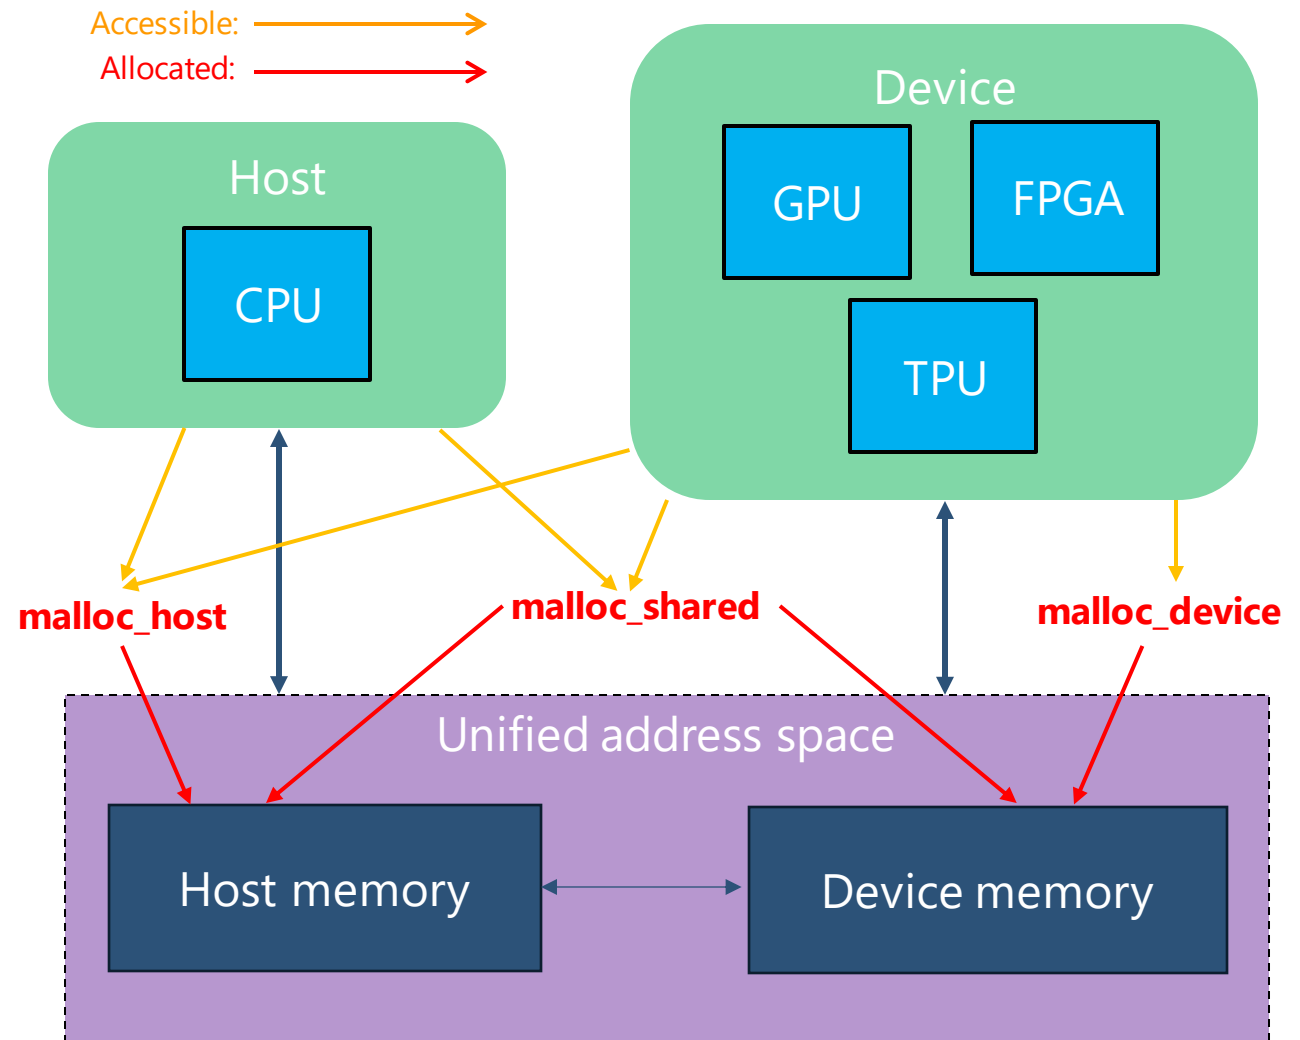 Accessible:
Allocated:
Device
Host
GPU
FPGA
CPU
TPU
malloc_host
malloc_shared
malloc_device
Unified address space
Host memory
Device memory